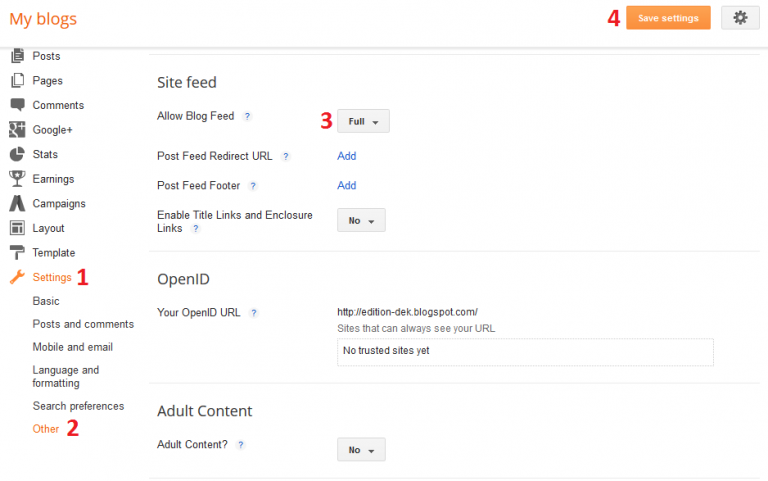 My blogs
4 Save settings
Posts
Pages
Comments
Google+
Stats
Earnings
Campaigns
Layout
Template
Settings 1
Basic
Posts and comments
Mobile and email
Language and
formatting
Search preferences
Other 2
Site feed
Allow Blog Feed ? 3 Full
Post Feed Redirect URL ? Add
Post Feed Footer ? Add
Enable Title Links and Enclosure
Links ? No
OpenID
Your OpenID URL ? http://edition-dek.blogspot.com/
Sites that can always see your URL
No trusted sites yet
Adult Content
Adult Content? ? No